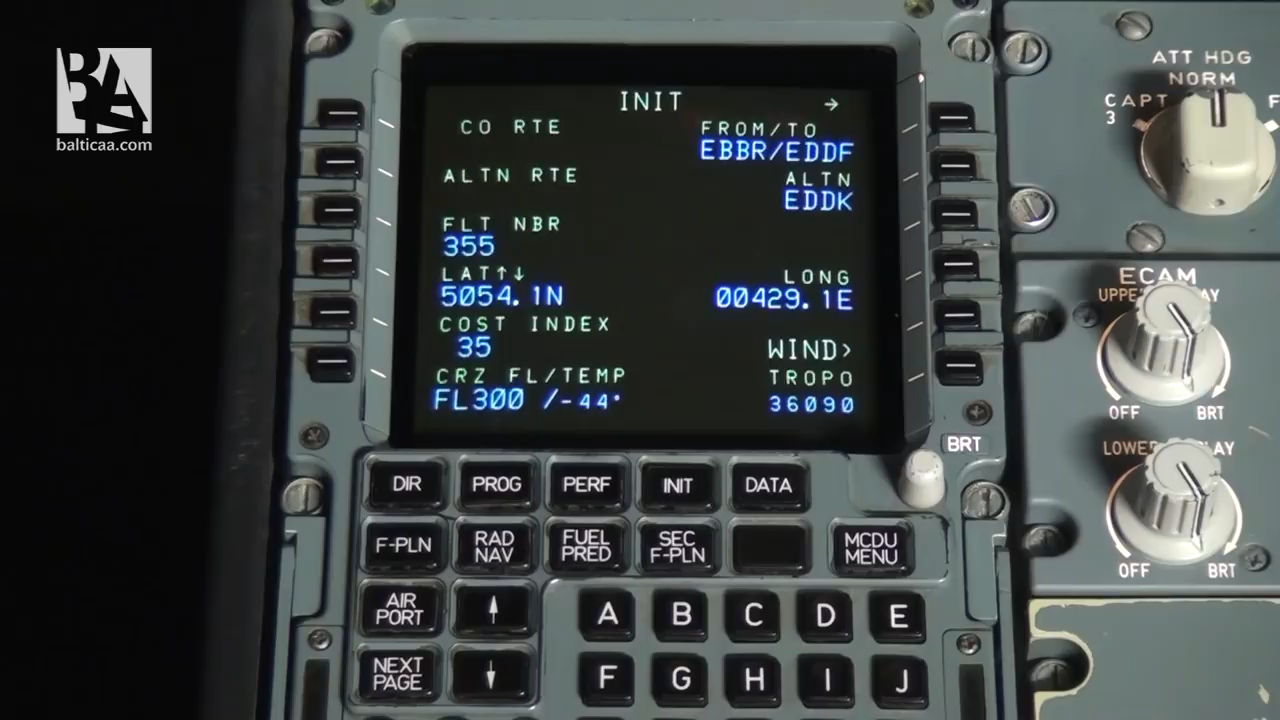 BA
balticaa.com
INIT →
CO RTE FROM/TO
EBBR/EDDF
ALTN RTE ALTN
EDDK
FLT NBR
355
LAT↑↓ LONG
5054.1N 00429.1E
COST INDEX
35 WIND>
CRZ FL/TEMP TROPO
FL300 /-44° 36090
BRT
DIR PROG PERF INIT DATA
F-PLN RAD NAV FUEL PRED SEC F-PLN MCDU MENU
AIR PORT ↑ A B C D E
NEXT PAGE ↓ F G H I J
ATT HDG
NORM
CAPT F
3
ECAM
OFF BRT
OFF BRT